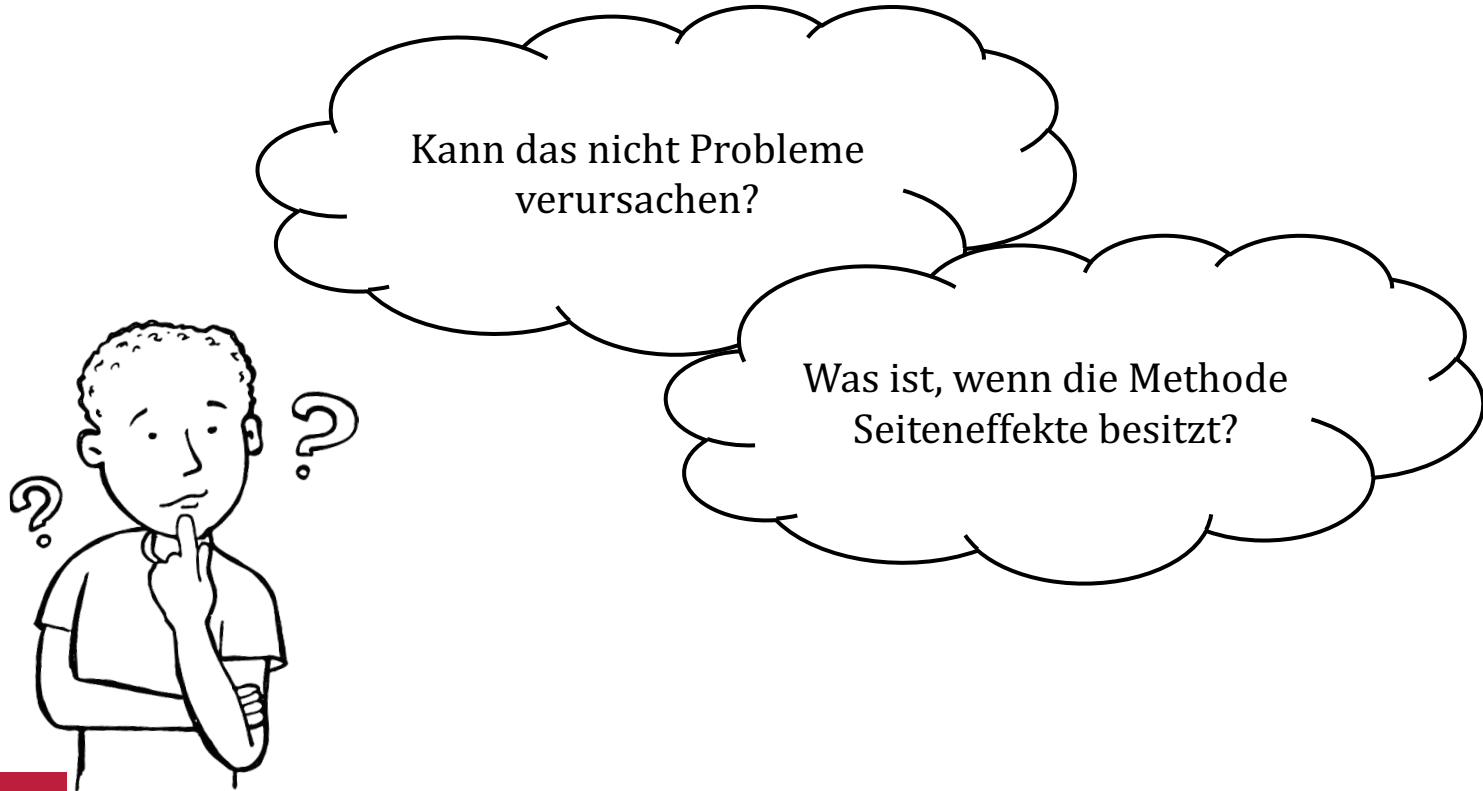 Kann das nicht Probleme
verursachen?
Was ist, wenn die Methode
Seiteneffekte besitzt?
? ?